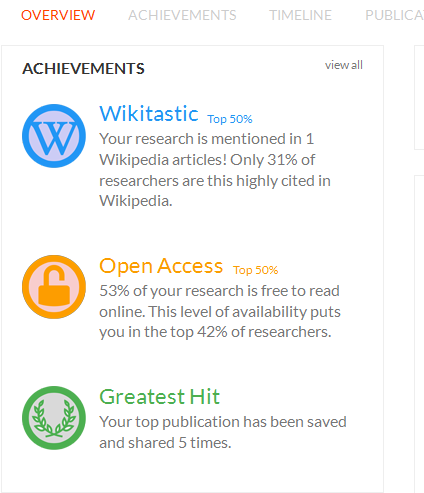 OVERVIEW ACHIEVEMENTS TIMELINE PUBLICA
ACHIEVEMENTS view all
Wikitastic Top 50%
Your research is mentioned in 1
Wikipedia articles! Only 31% of
researchers are this highly cited in
Wikipedia.
Open Access Top 50%
53% of your research is free to read
online. This level of availability puts
you in the top 42% of researchers.
Greatest Hit
Your top publication has been saved
and shared 5 times.